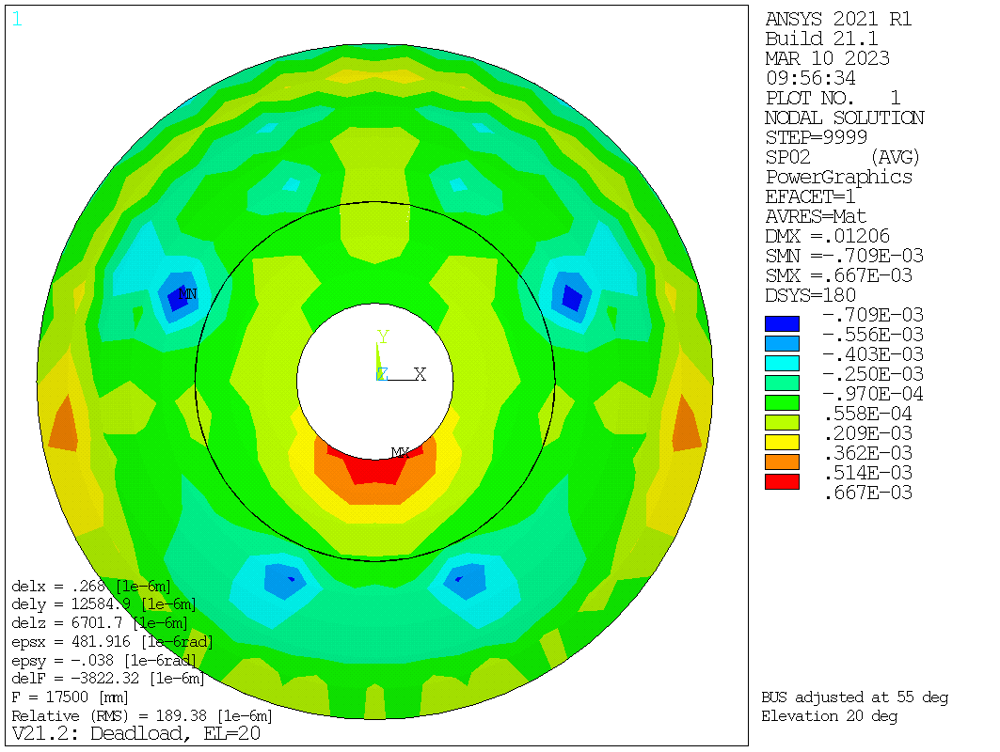 1
ANSYS 2021 R1
Build 21.1
MAR 10 2023
09:56:34
PLOT NO. 1
NODAL SOLUTION
STEP=9999
SP02 (AVG)
PowerGraphics
EFACET=1
AVRES=Mat
DMX =.01206
SMN =-.709E-03
SMX =.667E-03
DSYS=180
-.709E-03
-.556E-03
-.403E-03
-.250E-03
-.970E-04
.558E-04
.209E-03
.362E-03
.514E-03
.667E-03
MN
Y
Z X
MX
delx = .268 [1e-6m]
dely = 12584.9 [1e-6m]
delz = 6701.7 [1e-6m]
epsx = 481.916 [1e-6rad]
epsy = -.038 [1e-6rad]
delF = -3822.32 [1e-6m]
F = 17500 [mm]
Relative (RMS) = 189.38 [1e-6m]
V21.2: Deadload, EL=20
BUS adjusted at 55 deg
Elevation 20 deg